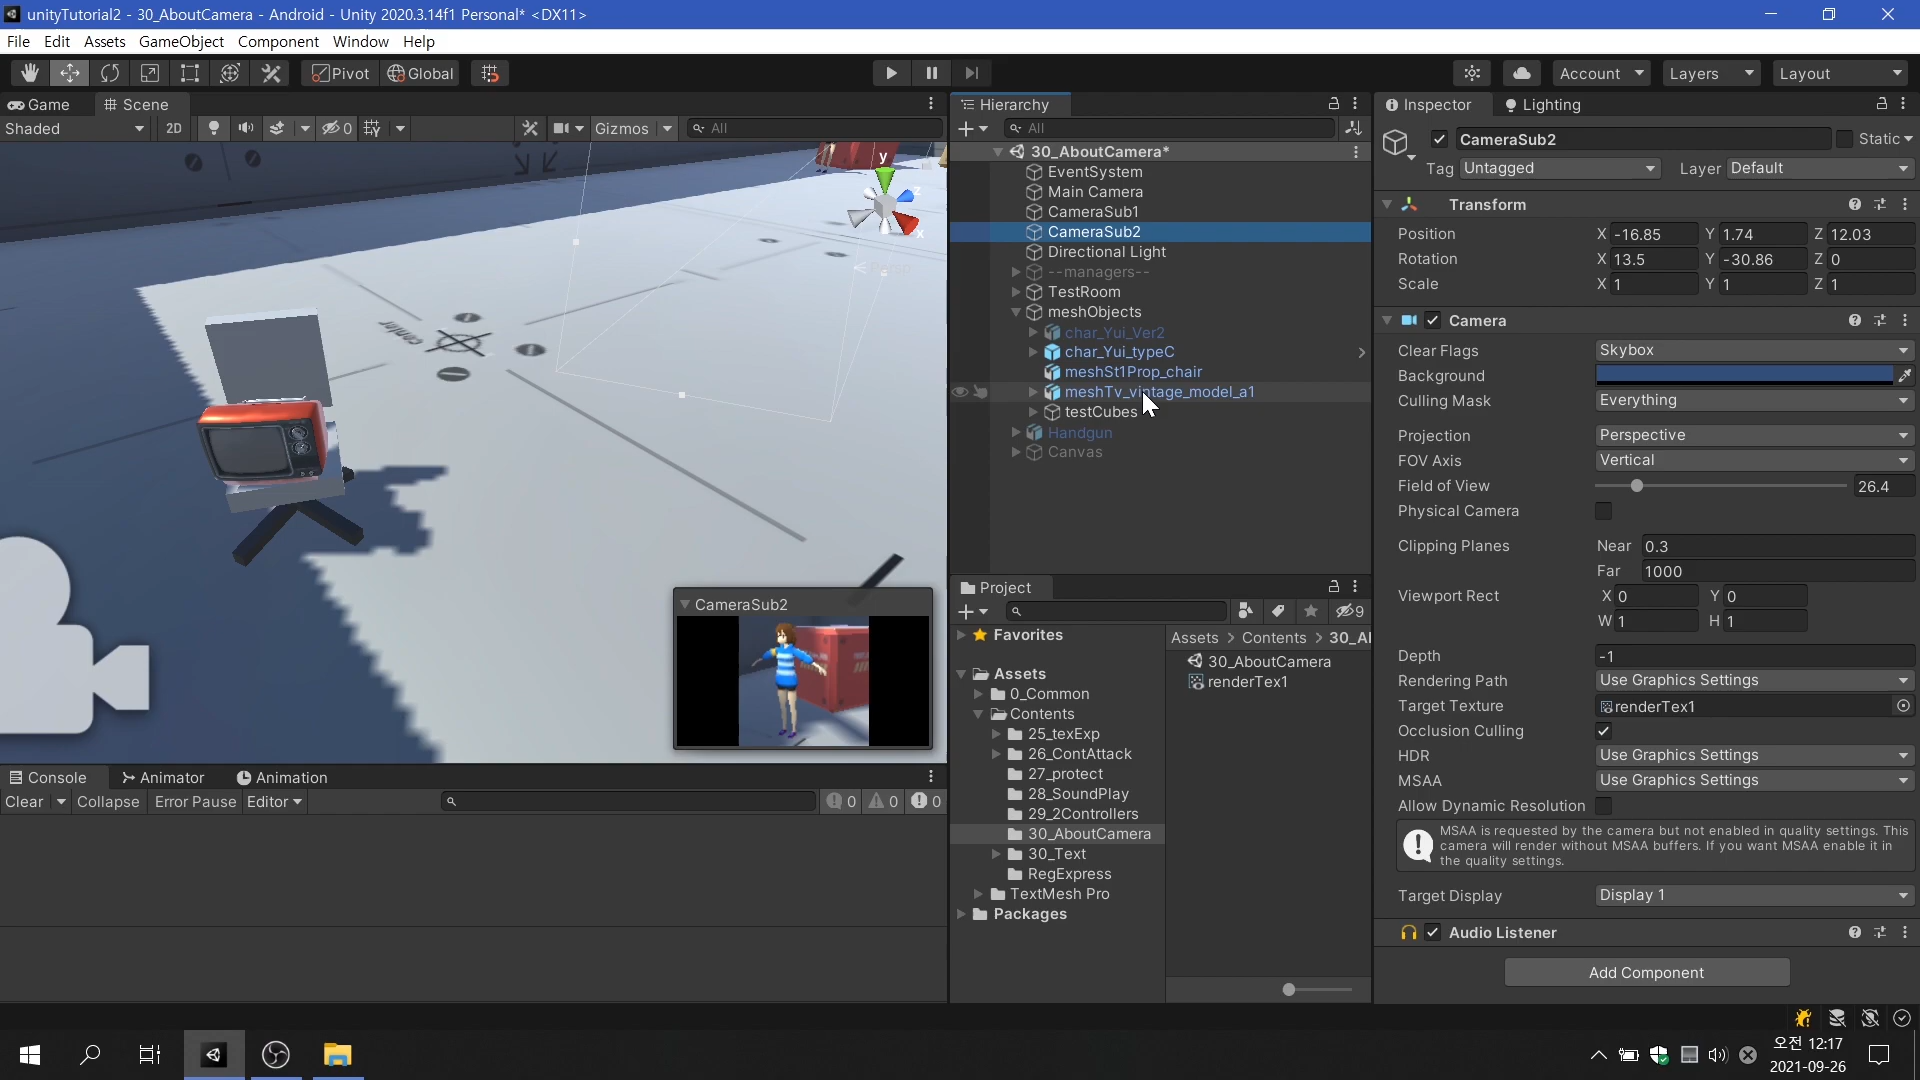 unityTutorial2 - 30_AboutCamera - Android - Unity 2020.3.14f1 Personal* <DX11>
File Edit Assets GameObject Component Window Help
Pivot Global Account Layers Layout
Game Scene
Shaded 2D 0 Gizmos All
y
z
x
Persp
center
CameraSub2
Hierarchy
All
30_AboutCamera*
EventSystem
Main Camera
CameraSub1
CameraSub2
Directional Light
--managers--
TestRoom
meshObjects
char_Yui_Ver2
char_Yui_typeC
meshSt1Prop_chair
meshTv_vintage_model_a1
testCubes
Handgun
Canvas
Project
9
Favorites
Assets
0_Common
Contents
25_texExp
26_ContAttack
27_protect
28_SoundPlay
29_2Controllers
30_AboutCamera
30_Text
RegExpress
TextMesh Pro
Packages
Assets > Contents > 30_Al
30_AboutCamera
renderTex1
Inspector Lighting
CameraSub2 Static
Tag Untagged Layer Default
Transform
Position X -16.85 Y 1.74 Z 12.03
Rotation X 13.5 Y -30.86 Z 0
Scale X 1 Y 1 Z 1
Camera
Clear Flags Skybox
Background
Culling Mask Everything
Projection Perspective
FOV Axis Vertical
Field of View 26.4
Physical Camera
Clipping Planes Near 0.3
Far 1000
Viewport Rect X 0 Y 0
W 1 H 1
Depth -1
Rendering Path Use Graphics Settings
Target Texture renderTex1
Occlusion Culling
HDR Use Graphics Settings
MSAA Use Graphics Settings
Allow Dynamic Resolution
MSAA is requested by the camera but not enabled in quality settings. This
camera will render without MSAA buffers. If you want MSAA enable it in
the quality settings.
Target Display Display 1
Audio Listener
Add Component
Console Animator Animation
Clear Collapse Error Pause Editor 0 0 0
오전 12:17
2021-09-26